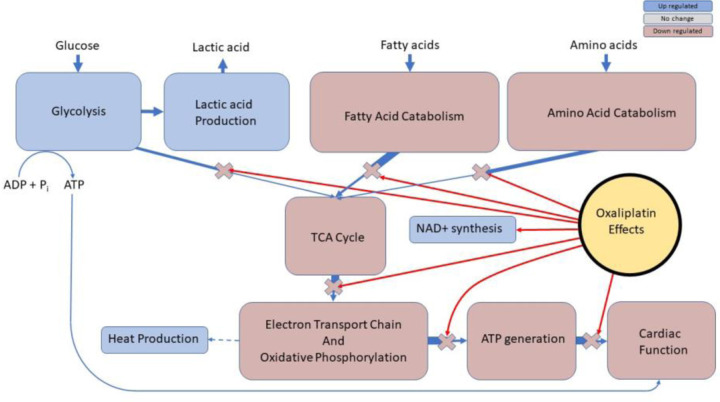 Up regulated
No change
Down regulated
Glucose
Lactic acid
Fatty acids
Amino acids
Glycolysis
Lactic acid
Production
Fatty Acid Catabolism
Amino Acid Catabolism
ADP + Pi
ATP
TCA Cycle
NAD+ synthesis
Oxaliplatin
Effects
Heat Production
Electron Transport Chain
And
Oxidative Phosphorylation
ATP generation
Cardiac
Function